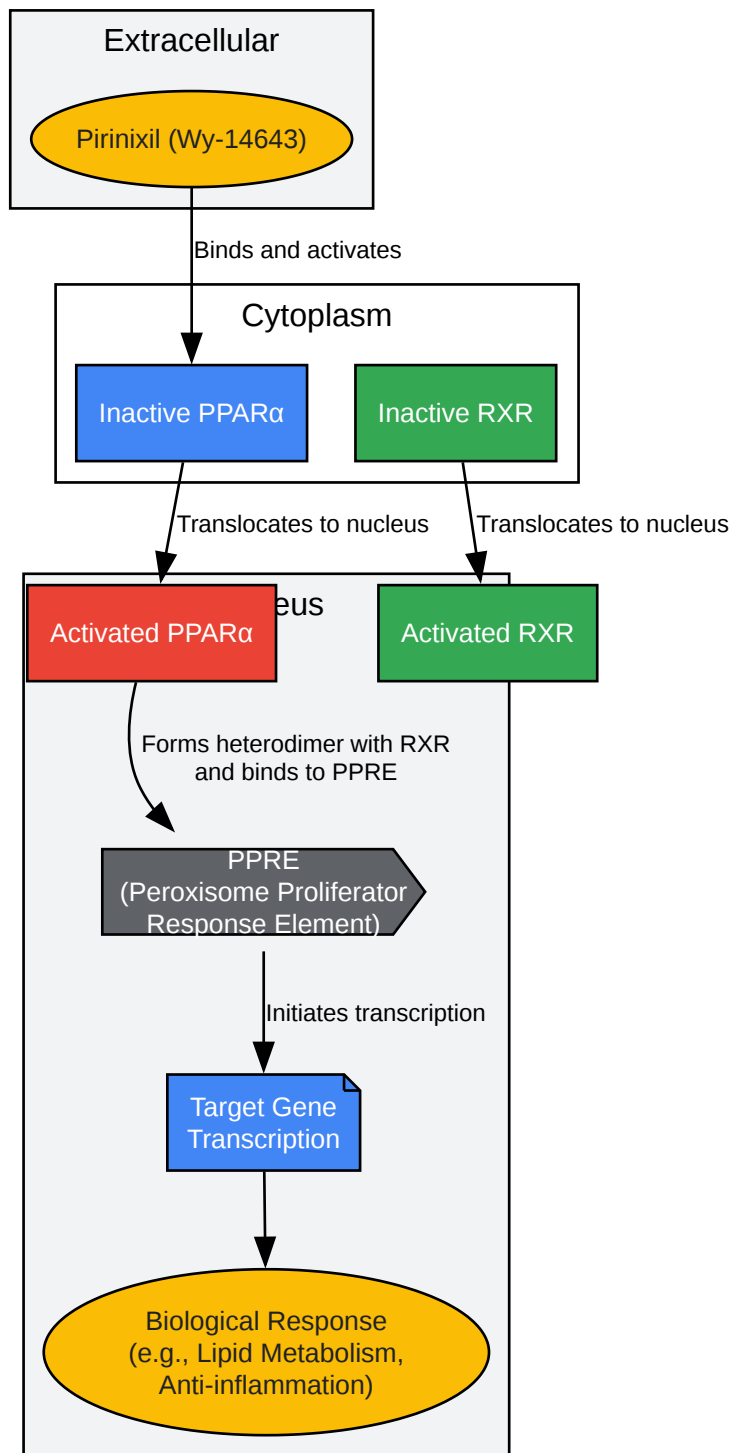 Extracellular
Pirinixil (Wy-14643)
Binds and activates
Cytoplasm
Inactive PPARα
Inactive RXR
Translocates to nucleus
Translocates to nucleus
eus
Activated PPARα
Activated RXR
Forms heterodimer with RXR
and binds to PPRE
PPRE
(Peroxisome Proliferator
Response Element)
Initiates transcription
Target Gene
Transcription
Biological Response
(e.g., Lipid Metabolism,
Anti-inflammation)